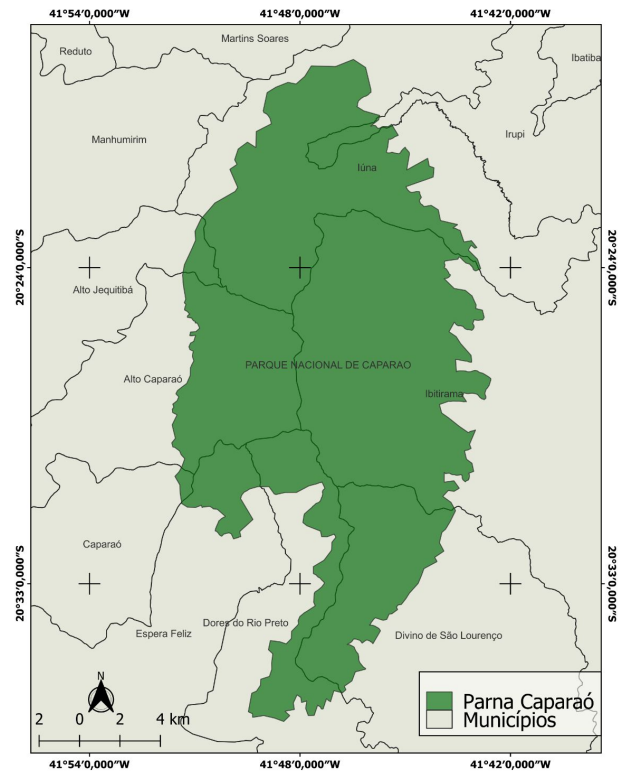 41°54′0,000″W 41°48′0,000″W 41°42′0,000″W
Martins Soares
Reduto
Ibatiba
Irupi
Manhumirim
Iúna
20°24′0,000″S
20°24′0,000″S
Alto Jequitibá
PARQUE NACIONAL DE CAPARAO
Alto Caparaó
Ibitirama
Caparaó
20°33′0,000″S
20°33′0,000″S
Dores do Rio Preto
Espera Feliz
Divino de São Lourenço
N
Parna Caparaó
Municípios
2 0 2 4 km
41°54′0,000″W 41°48′0,000″W 41°42′0,000″W